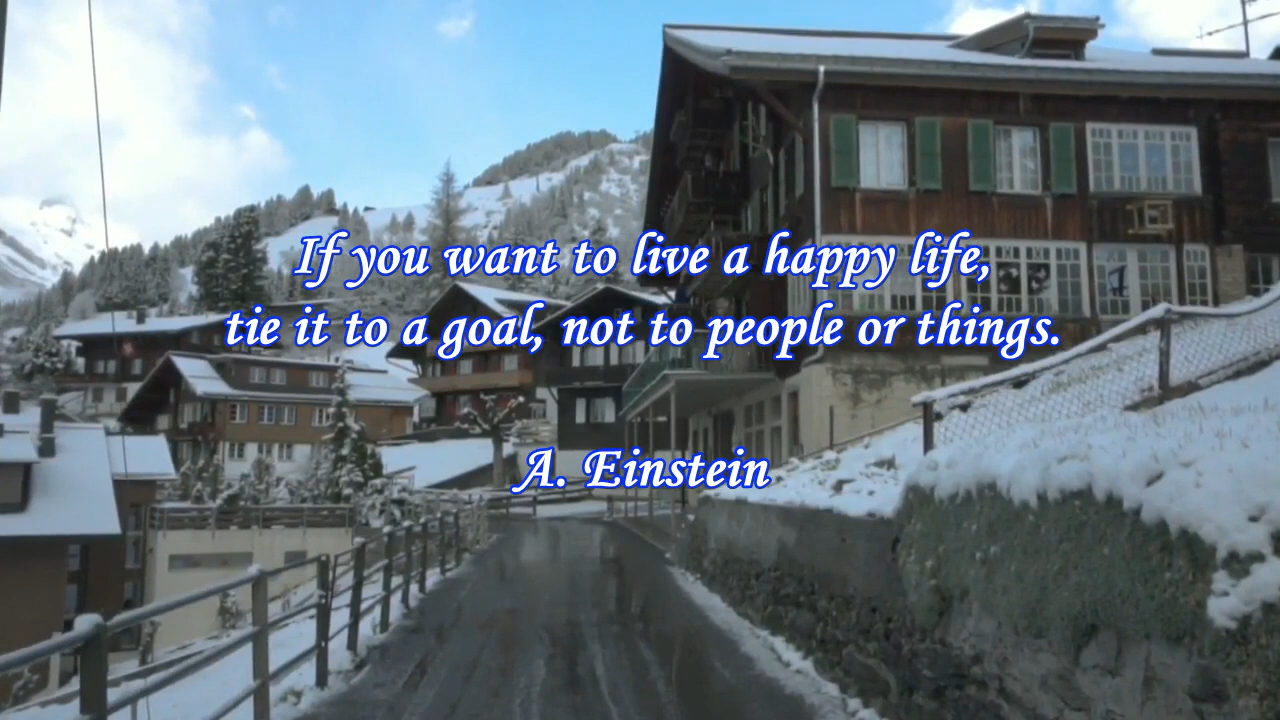 If you want to live a happy life,
tie it to a goal, not to people or things.
A. Einstein